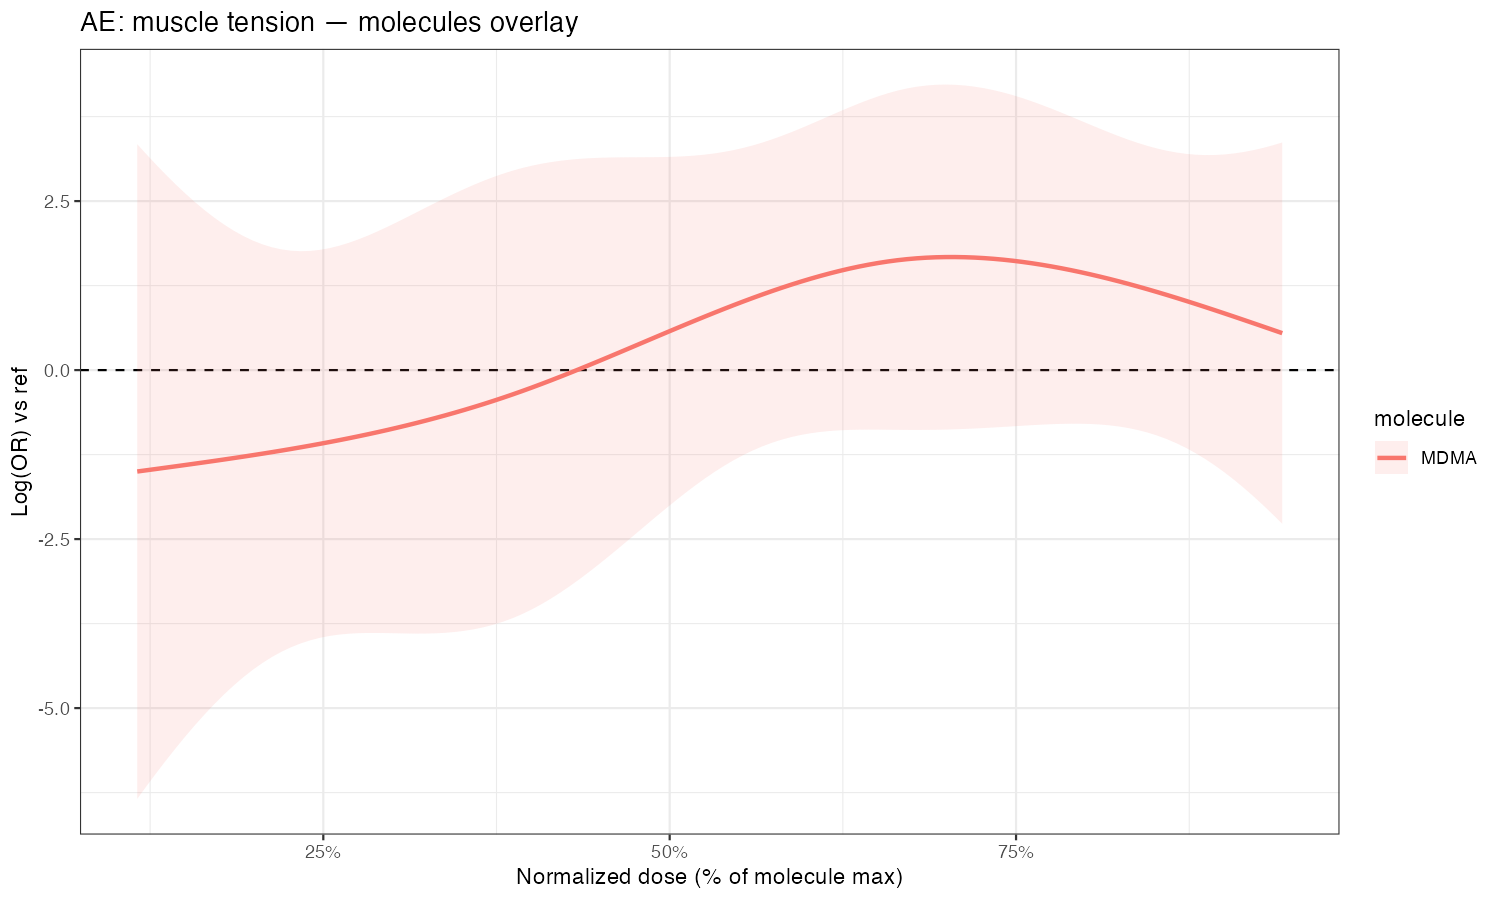 AE: muscle tension — molecules overlay
Log(OR) vs ref
2.5
0.0
-2.5
-5.0
25%
50%
75%
Normalized dose (% of molecule max)
molecule
MDMA